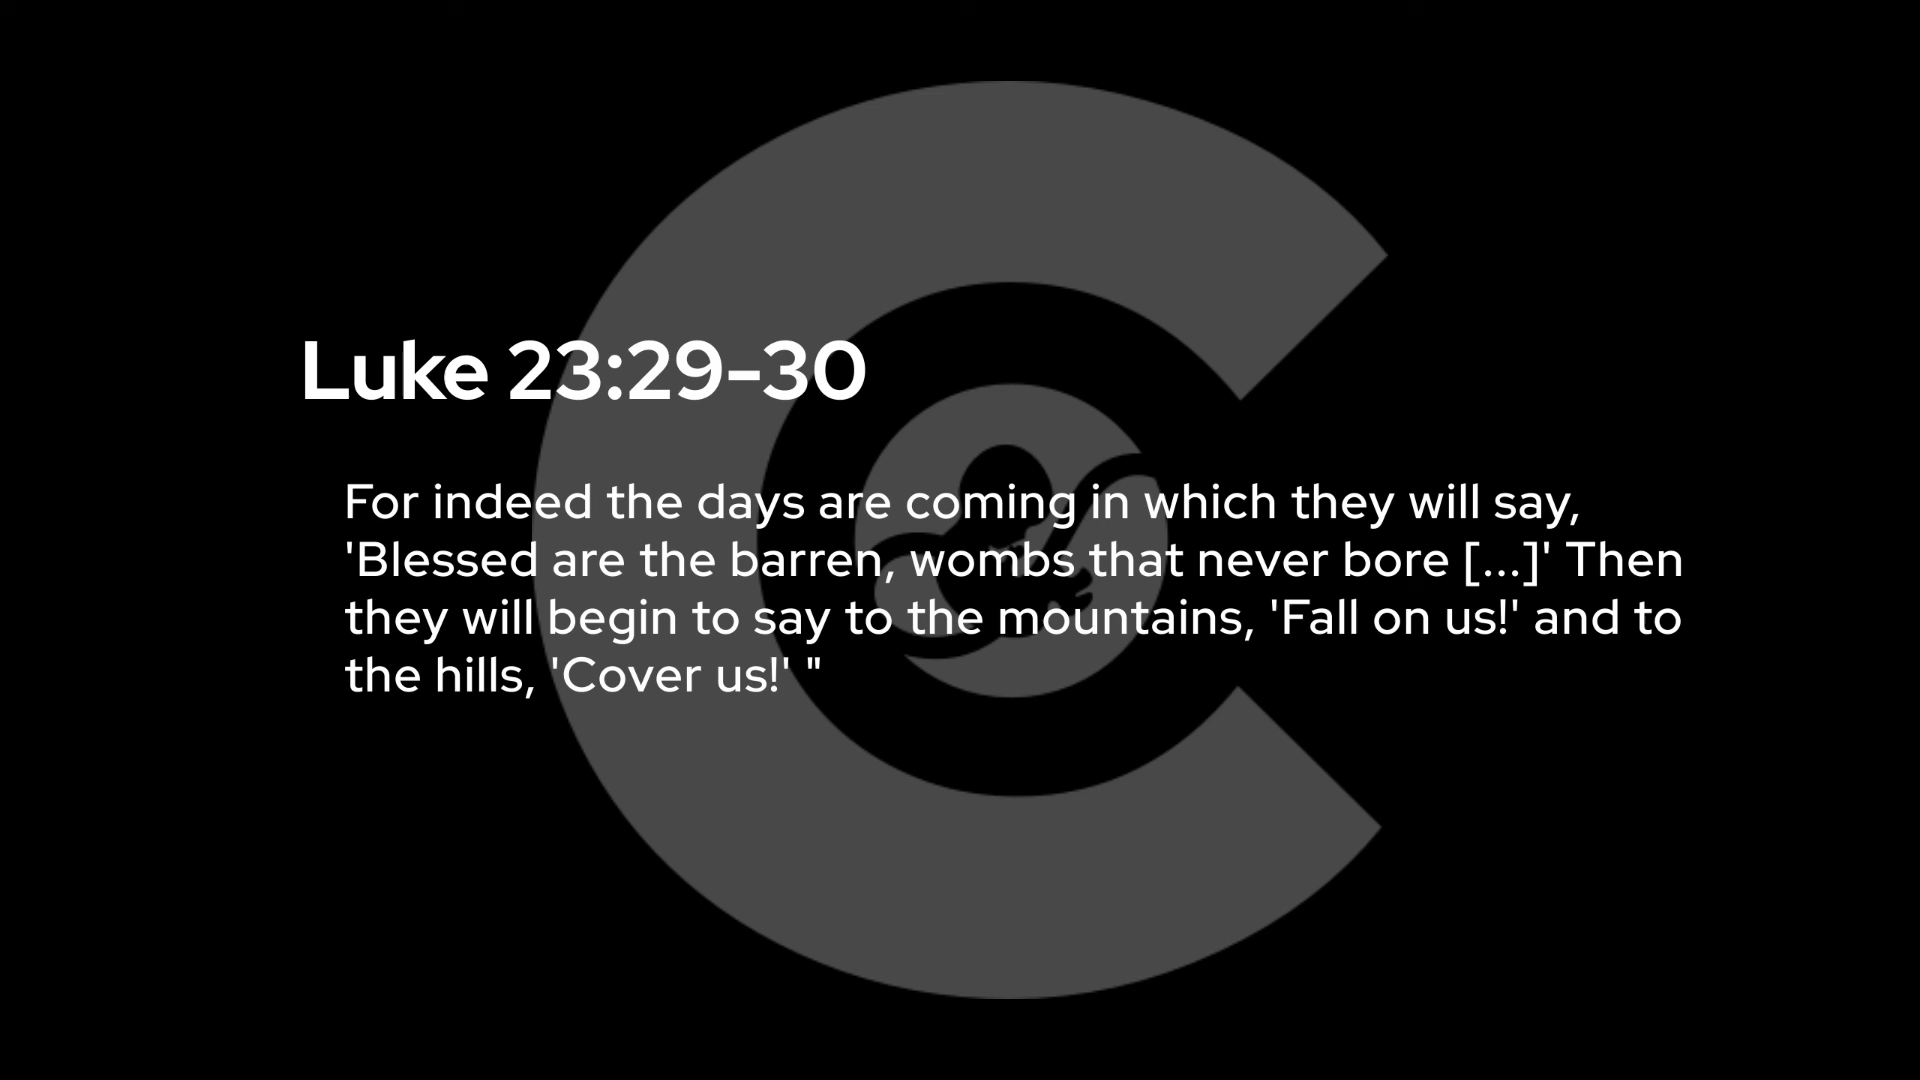 Luke 23:29-30
For indeed the days are coming in which they will say,
'Blessed are the barren, wombs that never bore [...]' Then
they will begin to say to the mountains, 'Fall on us!' and to
the hills, 'Cover us!' "